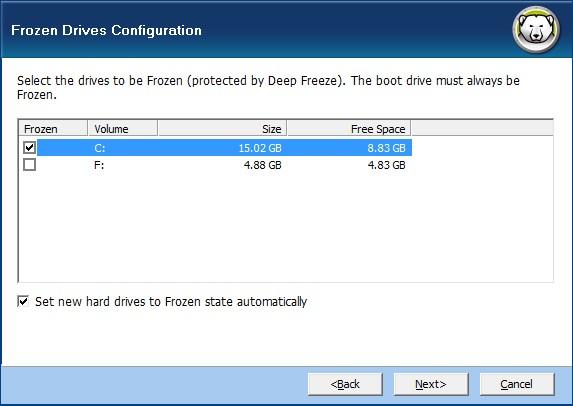 Frozen Drives Configuration
Select the drives to be Frozen (protected by Deep Freeze). The boot drive must always be
Frozen.
Frozen Volume Size Free Space
C: 15.02 GB 8.83 GB
F: 4.88 GB 4.83 GB
Set new hard drives to Frozen state automatically
<Back Next> Cancel